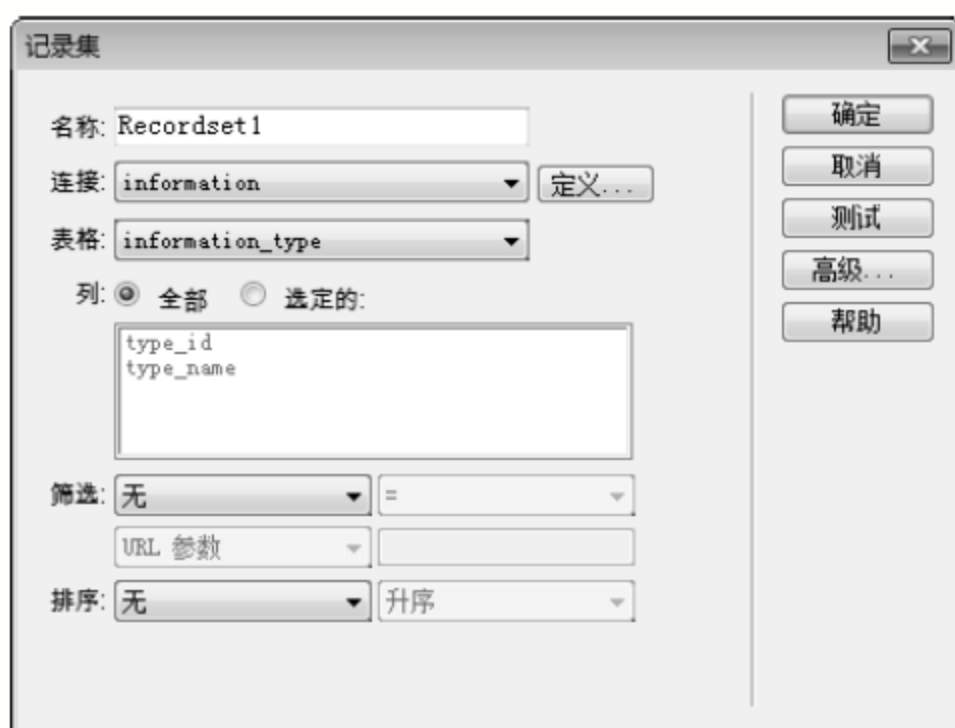 记录集
名称: Recordset1
连接: information 定义...
表格: information_type
列: 全部 选定的:
type_id
type_name
筛选: 无 =
URL 参数
排序: 无 升序
确定
取消
测试
高级...
帮助